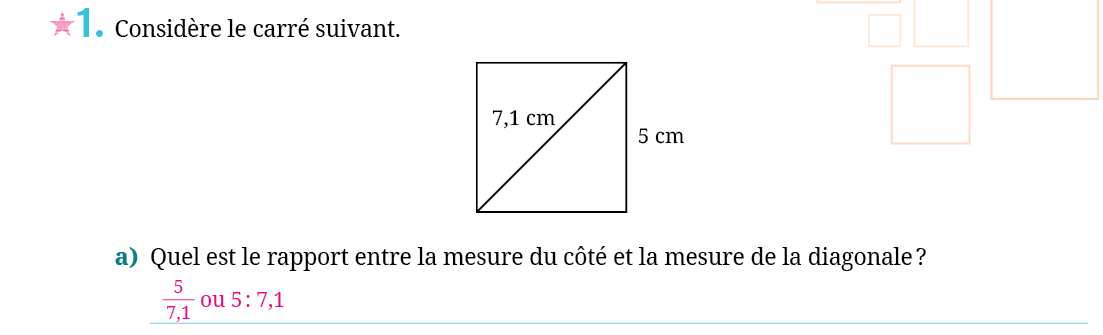 ★1. Considère le carré suivant.
7,1 cm
5 cm
a) Quel est le rapport entre la mesure du côté et la mesure de la diagonale ?
5/7,1 ou 5 : 7,1